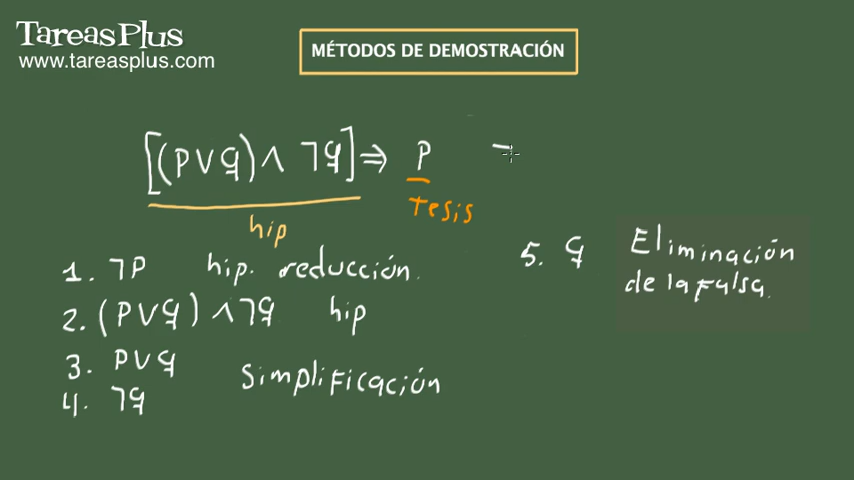 TareasPlus
www.tareasplus.com
MÉTODOS DE DEMOSTRACIÓN
[(P∨q)∧ ¬q] ⇒ P
hip
Tesis
1. ¬P hip. reducción.
2. (P∨q) ∧ ¬q hip
3. P∨q
Simplificación
4. ¬q
5. q Eliminación
de la falsa.